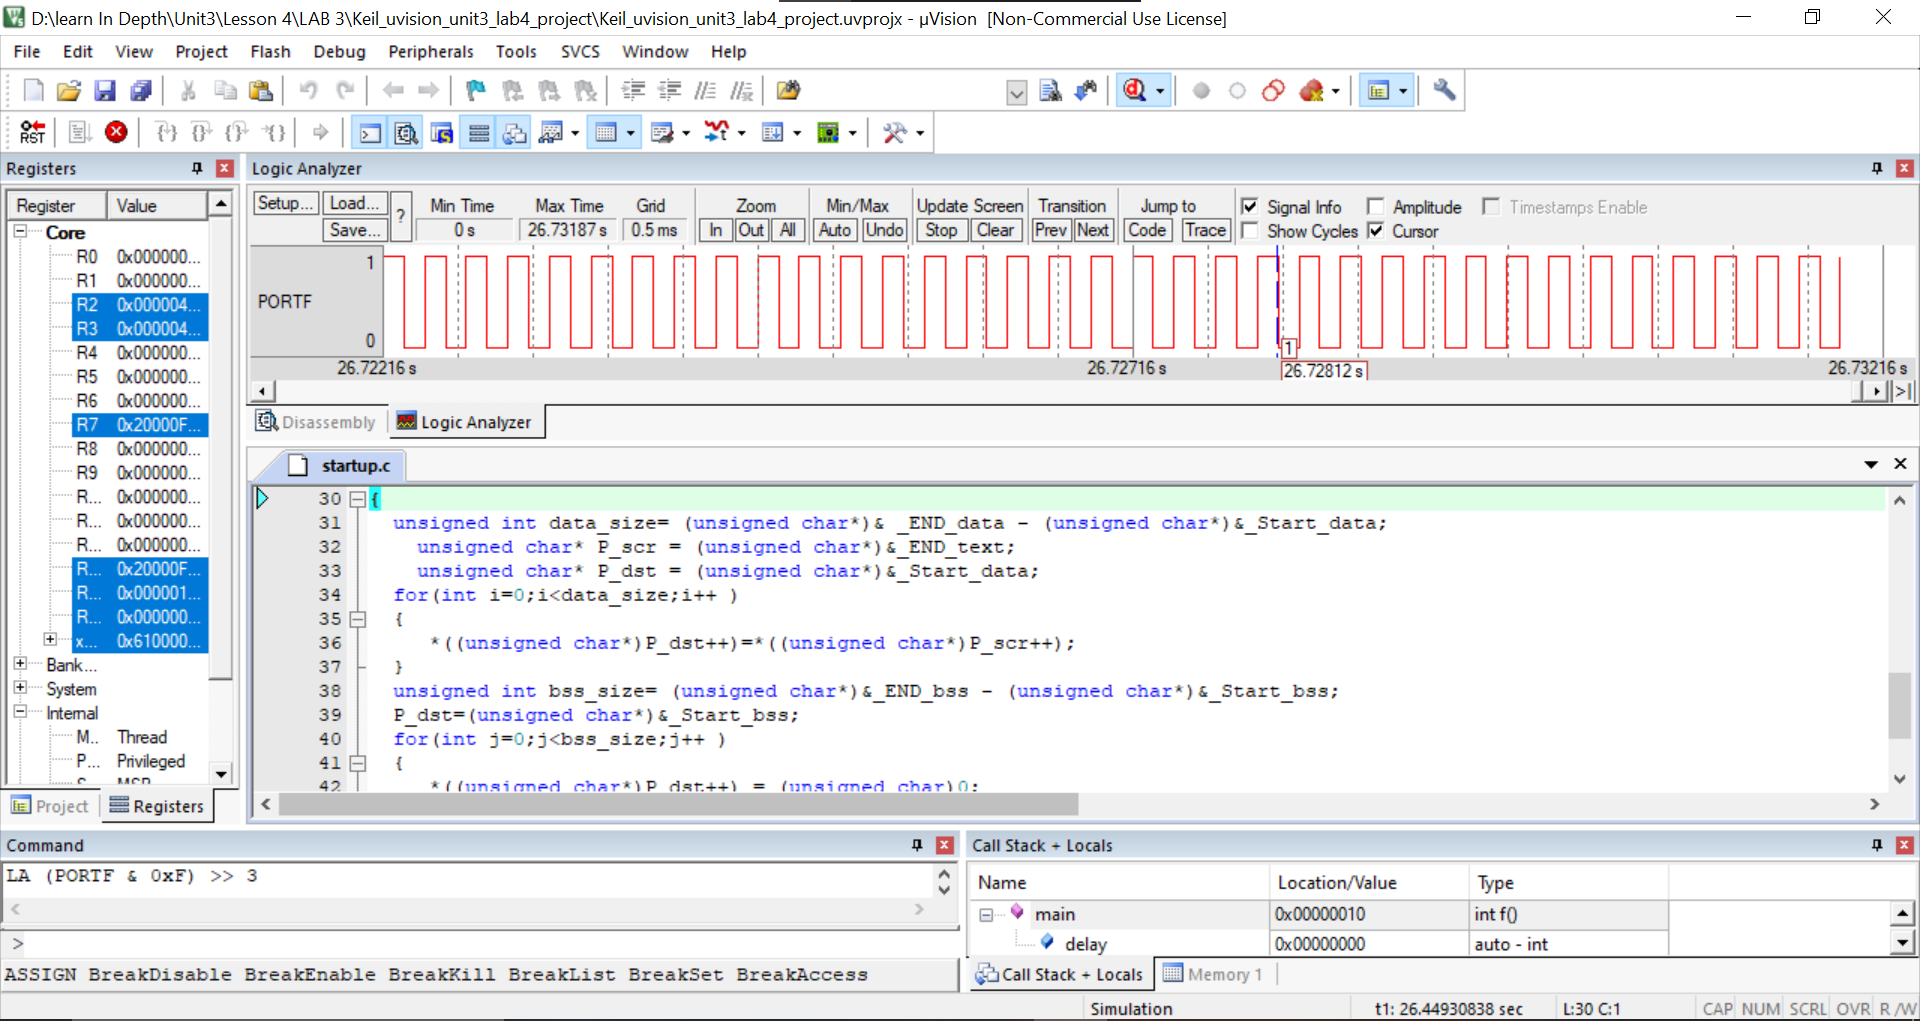 D:\learn In Depth\Unit3\Lesson 4\LAB 3\Keil_uvision_unit3_lab4_project\Keil_uvision_unit3_lab4_project.uvprojx - µVision [Non-Commercial Use License]
File Edit View Project Flash Debug Peripherals Tools SVCS Window Help
RST
Registers
Register Value
Core
R0 0x000000...
R1 0x000000...
R2 0x000004...
R3 0x000004...
R4 0x000000...
R5 0x000000...
R6 0x000000...
R7 0x20000F...
R8 0x000000...
R9 0x000000...
R... 0x000000...
R... 0x000000...
R... 0x000000...
R... 0x20000F...
R... 0x000001...
R... 0x000000...
x... 0x610000...
Bank...
System
Internal
M.. Thread
P... Privileged
Project Registers
Logic Analyzer
Setup... Load... ? Min Time Max Time Grid Zoom Min/Max Update Screen Transition Jump to Signal Info Amplitude Timestamps Enable
Save... 0 s 26.73187 s 0.5 ms In Out All Auto Undo Stop Clear Prev Next Code Trace Show Cycles Cursor
1
PORTF
0
1
26.72216 s 26.72716 s 26.72812 s 26.73216 s
Disassembly Logic Analyzer
startup.c
30 {
31 unsigned int data_size= (unsigned char*)& _END_data - (unsigned char*)&_Start_data;
32 unsigned char* P_scr = (unsigned char*)&_END_text;
33 unsigned char* P_dst = (unsigned char*)&_Start_data;
34 for(int i=0;i<data_size;i++ )
35 {
36 *((unsigned char*)P_dst++)=*((unsigned char*)P_scr++);
37 }
38 unsigned int bss_size= (unsigned char*)&_END_bss - (unsigned char*)&_Start_bss;
39 P_dst=(unsigned char*)&_Start_bss;
40 for(int j=0;j<bss_size;j++ )
41 {
42 *((unsigned char*)P_dst++) = (unsigned char)0;
Command
LA (PORTF & 0xF) >> 3
>
ASSIGN BreakDisable BreakEnable BreakKill BreakList BreakSet BreakAccess
Call Stack + Locals
Name Location/Value Type
main 0x00000010 int f()
delay 0x00000000 auto - int
Call Stack + Locals Memory 1
Simulation t1: 26.44930838 sec L:30 C:1 CAP NUM SCRL OVR R/W